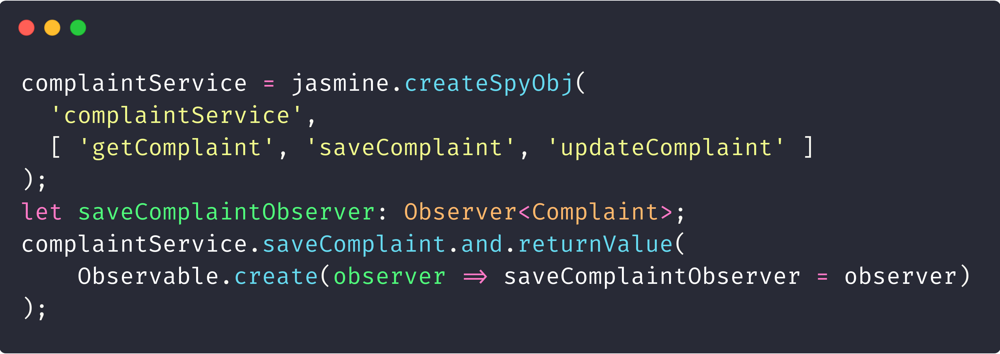 complaintService = jasmine.createSpyObj(
  'complaintService',
  [ 'getComplaint', 'saveComplaint', 'updateComplaint' ]
);
let saveComplaintObserver: Observer<Complaint>;
complaintService.saveComplaint.and.returnValue(
    Observable.create(observer => saveComplaintObserver = observer)
);